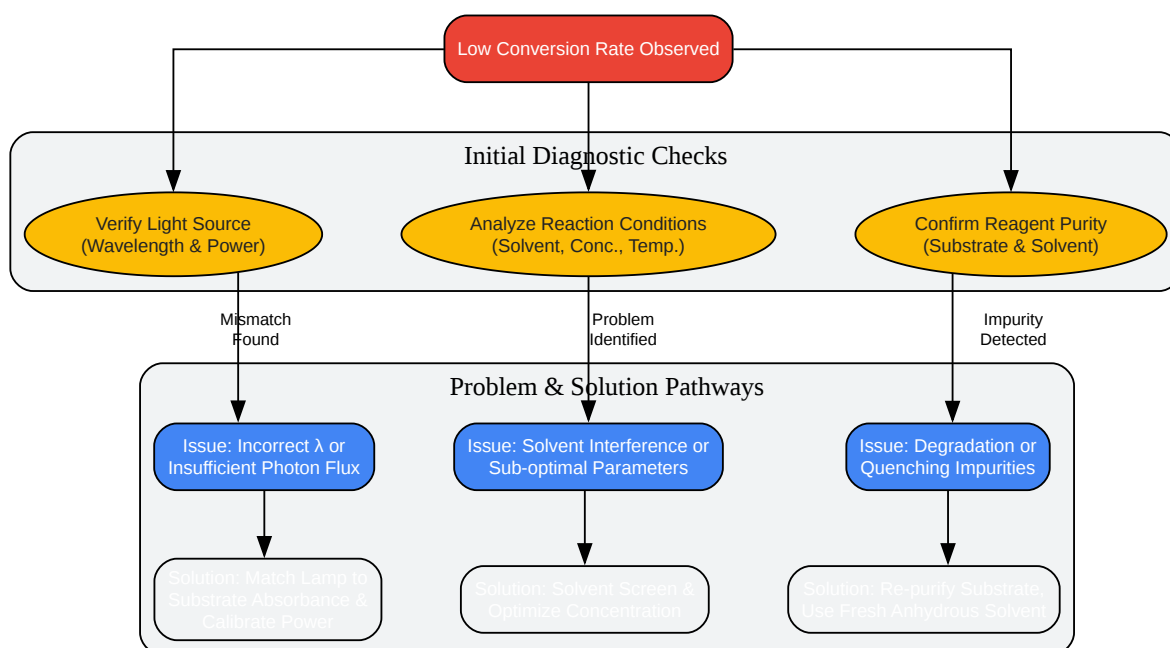 Low Conversion Rate Observed
Initial Diagnostic Checks
Verify Light Source
(Wavelength & Power)
Analyze Reaction Conditions
(Solvent, Conc., Temp.)
Confirm Reagent Purity
(Substrate & Solvent)
Mismatch
Found
Problem
Identified
Impurity
Detected
Problem & Solution Pathways
Issue: Incorrect λ or
Insufficient Photon Flux
Issue: Solvent Interference or
Sub-optimal Parameters
Issue: Degradation or
Quenching Impurities
Solution: Match Lamp to
Substrate Absorbance &
Calibrate Power
Solution: Solvent Screen &
Optimize Concentration
Solution: Re-purify Substrate,
Use Fresh Anhydrous Solvent